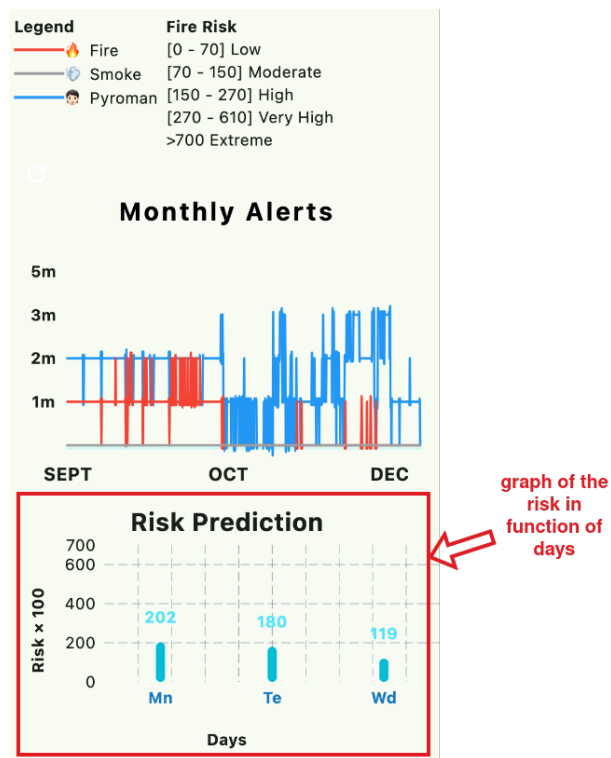 Legend
Fire
Smoke
Pyroman
Fire Risk
[0 - 70] Low
[70 - 150] Moderate
[150 - 270] High
[270 - 610] Very High
>700 Extreme
Monthly Alerts
5m
3m
2m
1m
SEPT OCT DEC
Risk Prediction
700
600
400
200
0
Risk × 100
202 180 119
Mn Te Wd
Days
graph of the
risk in
function of
days